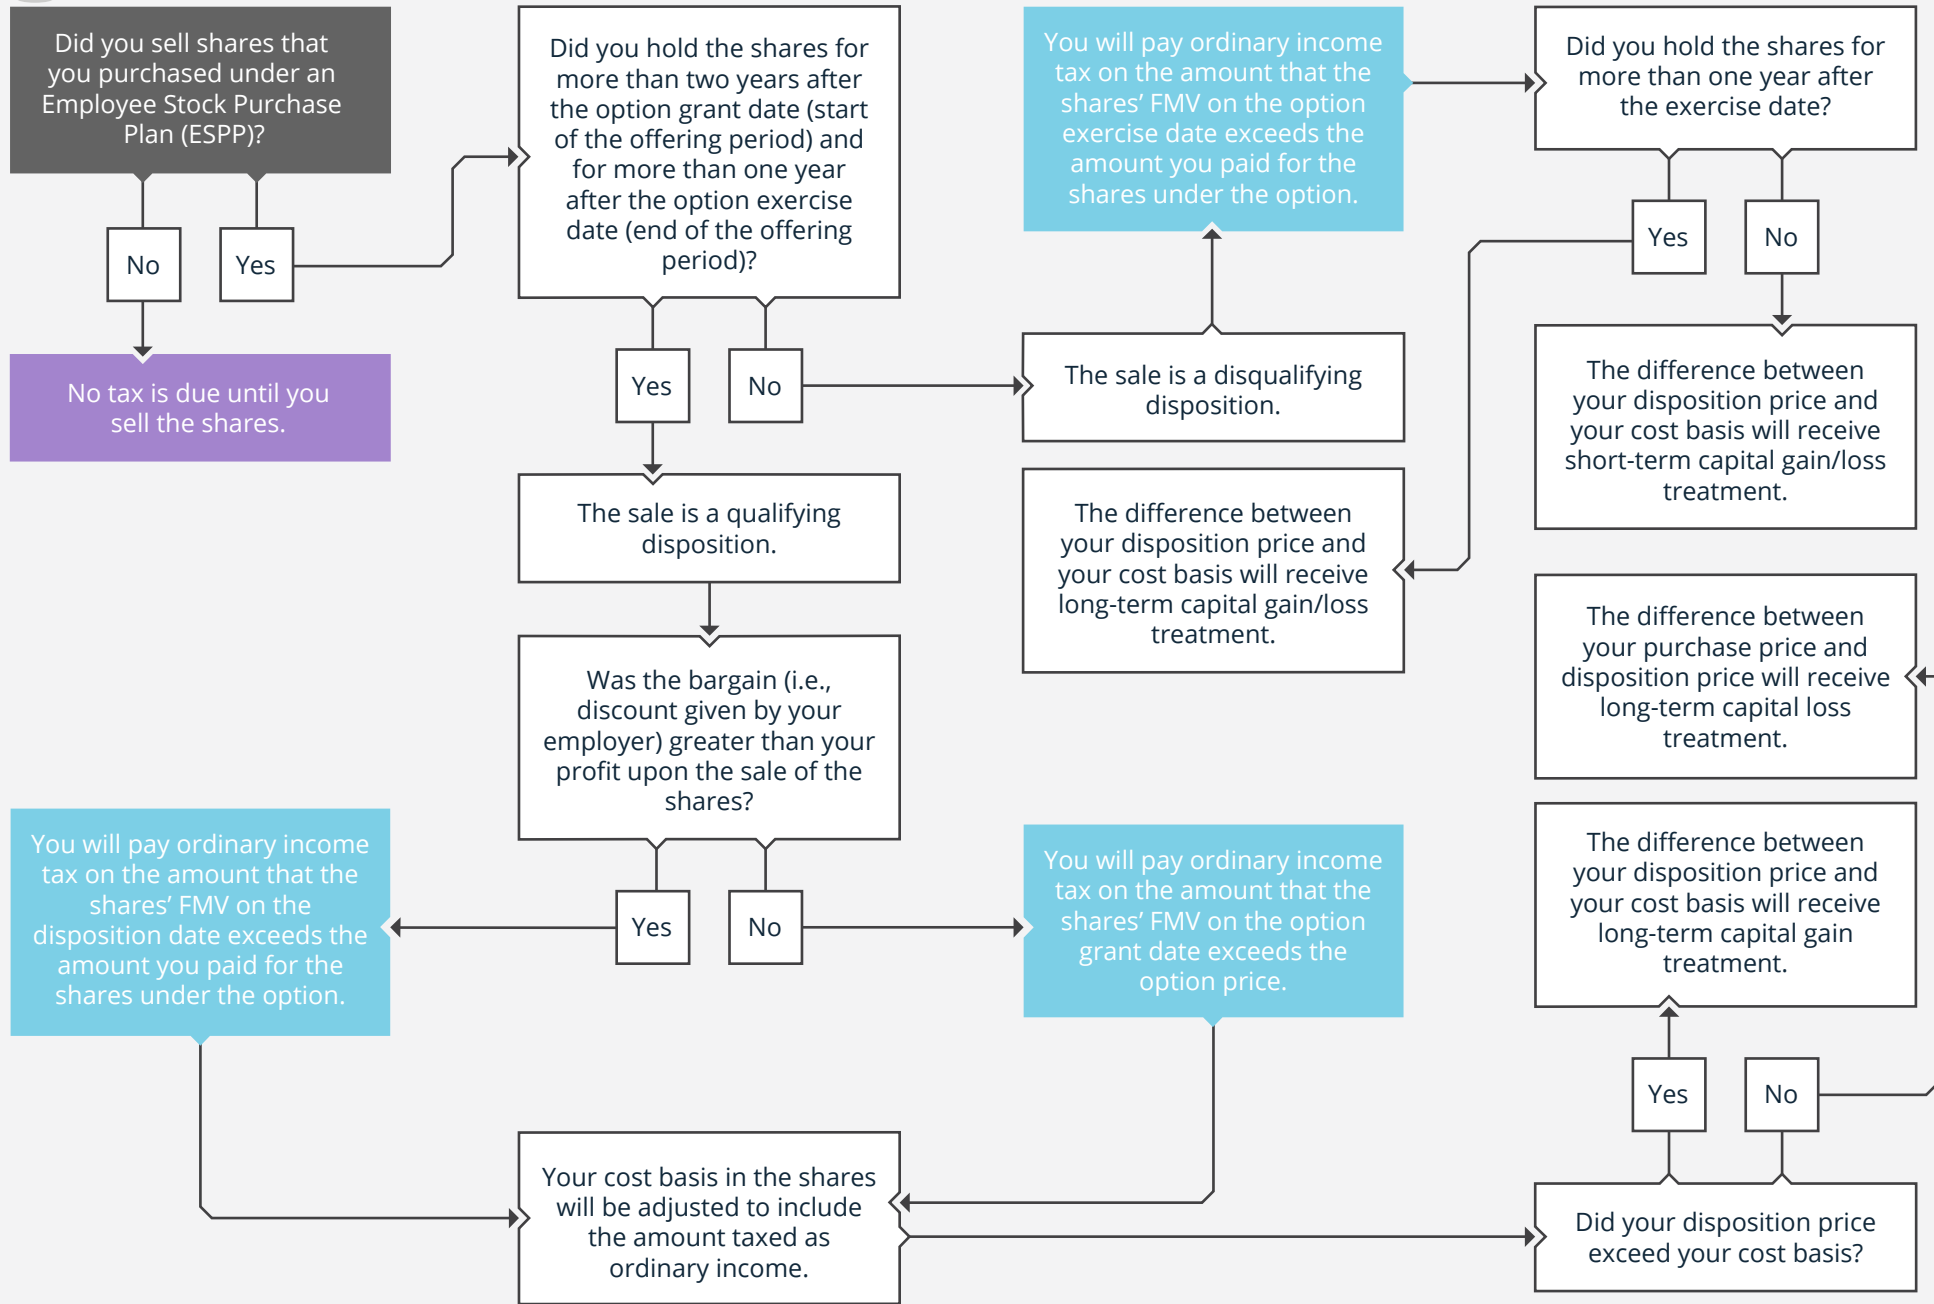 Did you sell shares that
you purchased under an
Employee Stock Purchase
Plan (ESPP)?
No
Yes
No tax is due until you
sell the shares.
Did you hold the shares for
more than two years after
the option grant date (start
of the offering period) and
for more than one year
after the option exercise
date (end of the offering
period)?
Yes
No
The sale is a disqualifying
disposition.
You will pay ordinary income
tax on the amount that the
shares’ FMV on the option
exercise date exceeds the
amount you paid for the
shares under the option.
Did you hold the shares for
more than one year after
the exercise date?
Yes
No
The difference between
your disposition price and
your cost basis will receive
short-term capital gain/loss
treatment.
The difference between
your disposition price and
your cost basis will receive
long-term capital gain/loss
treatment.
The sale is a qualifying
disposition.
Was the bargain (i.e.,
discount given by your
employer) greater than your
profit upon the sale of the
shares?
Yes
No
You will pay ordinary income
tax on the amount that the
shares’ FMV on the
disposition date exceeds the
amount you paid for the
shares under the option.
You will pay ordinary income
tax on the amount that the
shares’ FMV on the option
grant date exceeds the
option price.
Your cost basis in the shares
will be adjusted to include
the amount taxed as
ordinary income.
Did your disposition price
exceed your cost basis?
Yes
No
The difference between
your disposition price and
your cost basis will receive
long-term capital gain
treatment.
The difference between
your purchase price and
disposition price will receive
long-term capital loss
treatment.